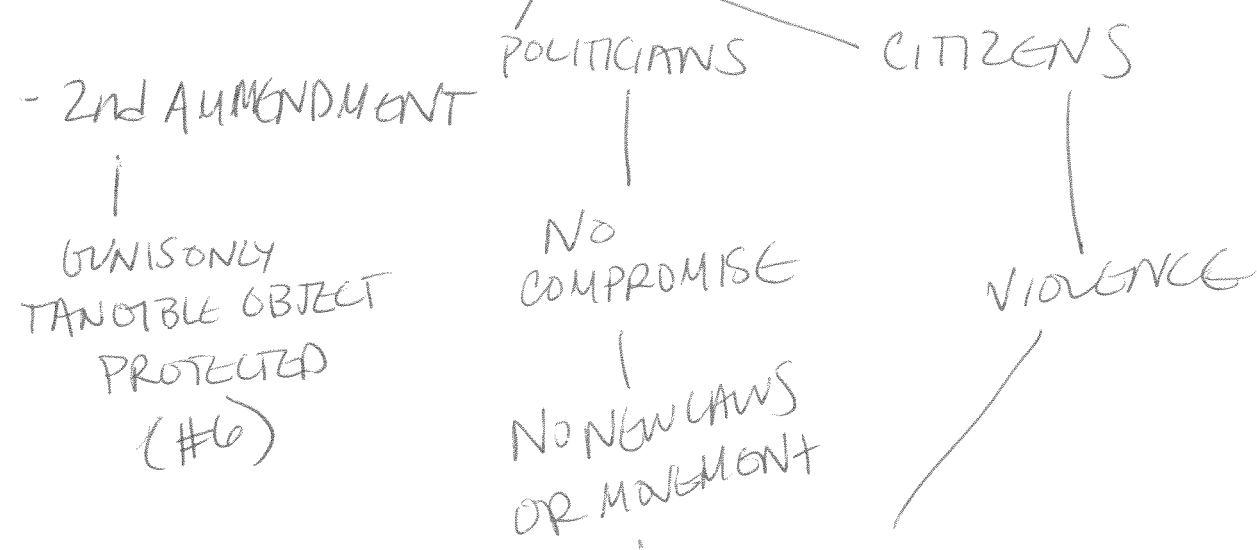 POLITICIANS
CITIZENS
- 2nd AMMENDMENT
GUN IS ONLY
TANGIBLE OBJECT
PROTECTED
(#6)
NO
COMPROMISE
NO NEW LAWS
OR MOVEMENT
VIOLENCE